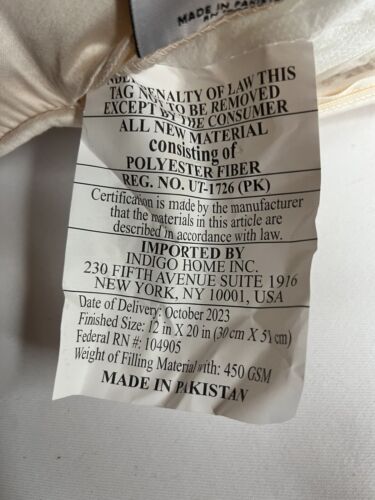 MADE IN PAKISTAN
TAG PENALTY OF LAW THIS
EXCEPT TO BE REMOVED
BY THE CONSUMER
ALL NEW MATERIAL
consisting of
POLYESTER FIBER
REG. NO. UT-1726 (PK)
Certification is made by the manufacturer
that the materials in this article are
described in accordance with law.
IMPORTED BY
INDIGO HOME INC.
230 FIFTH AVENUE SUITE 1916
NEW YORK, NY 10001, USA
Date of Delivery: October 2023
Finished Size: 12 in X 20 in (30 cm X cm)
Federal RN #: 104905
Weight of Filling Material with: 450 GSM
MADE IN PAKISTAN